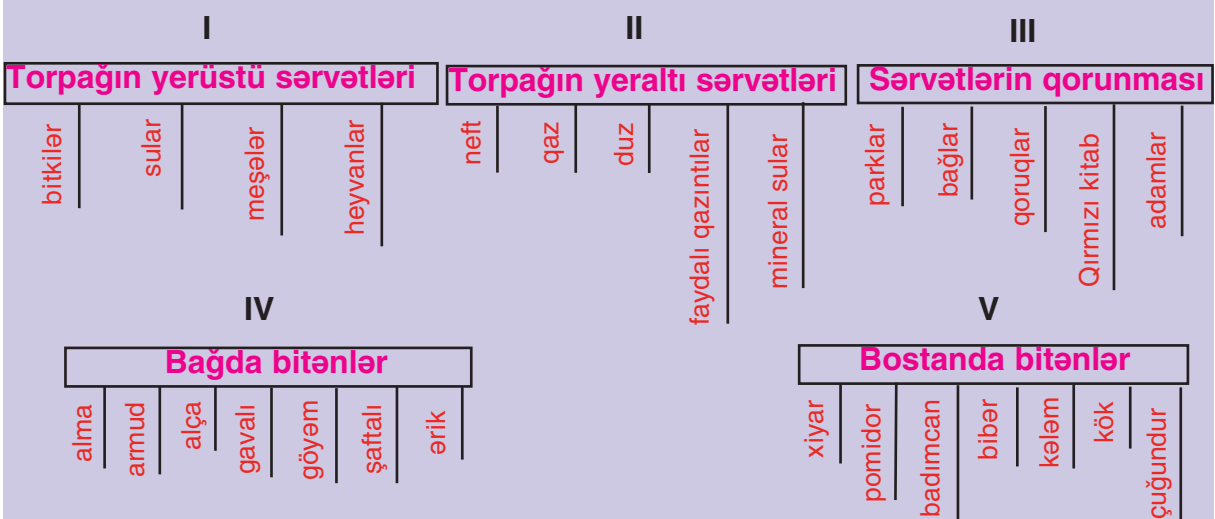 I
Torpağın yerüstü sərvətləri
bitkilər
sular
meşələr
heyvanlar
II
Torpağın yeraltı sərvətləri
neft
qaz
duz
faydalı qazıntılar
mineral sular
III
Sərvətlərin qorunması
parklar
bağlar
qoruqlar
Qırmızı kitab
adamlar
IV
Bağda bitənlər
alma
armud
alça
gavalı
göyəm
şaftalı
ərik
V
Bostanda bitənlər
xiyar
pomidor
badımcan
bibər
kələm
kök
çuğundur